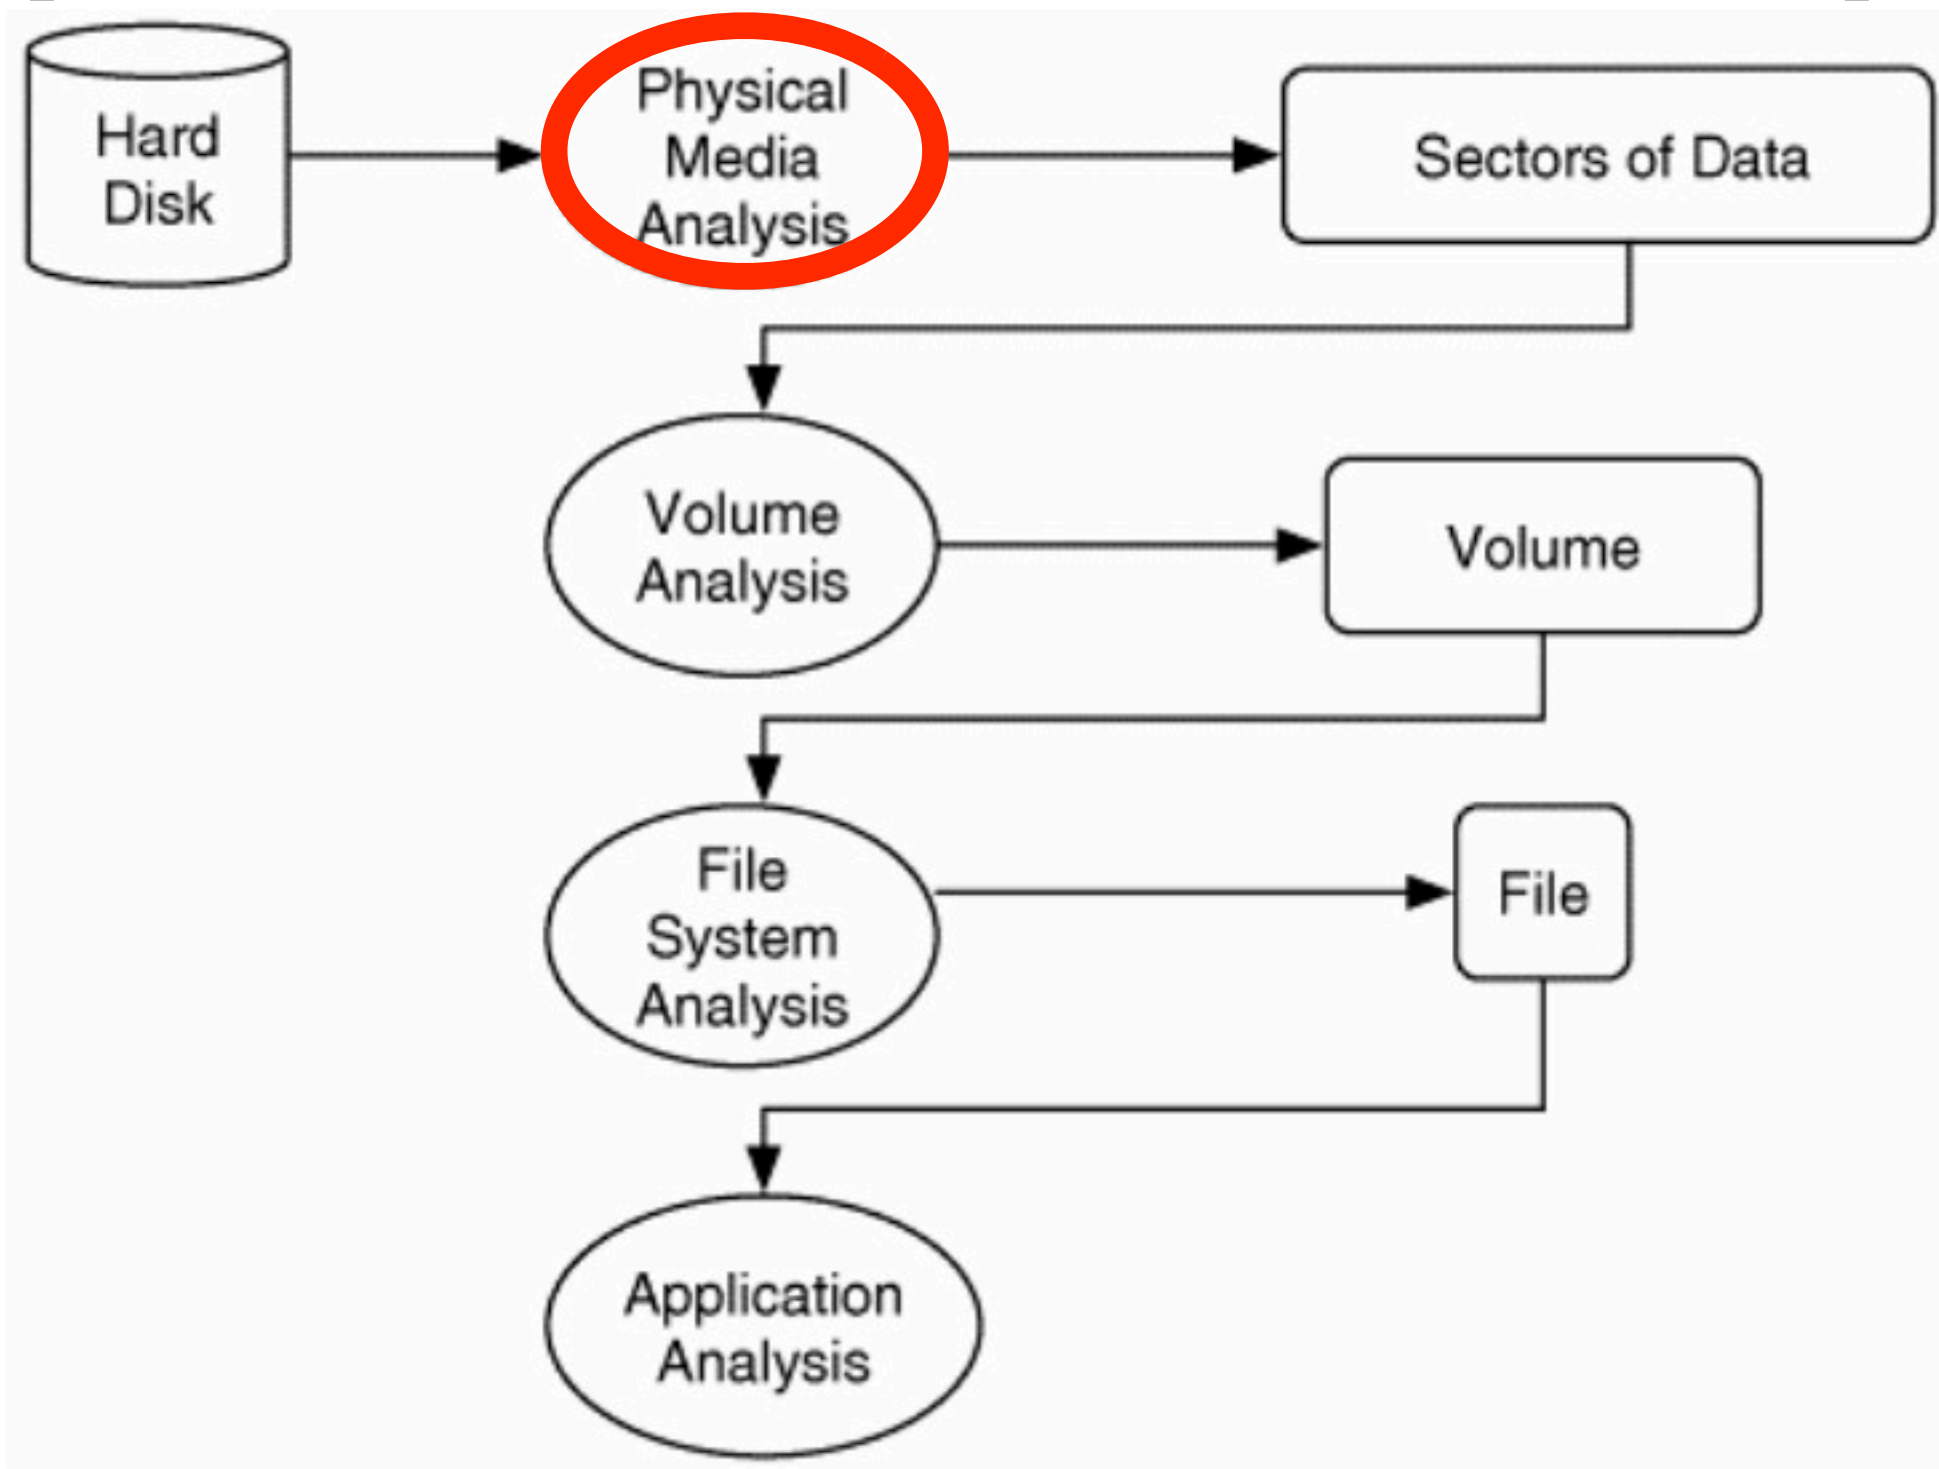 Hard
Disk
Physical
Media
Analysis
Sectors of Data
Volume
Analysis
Volume
File
System
Analysis
File
Application
Analysis